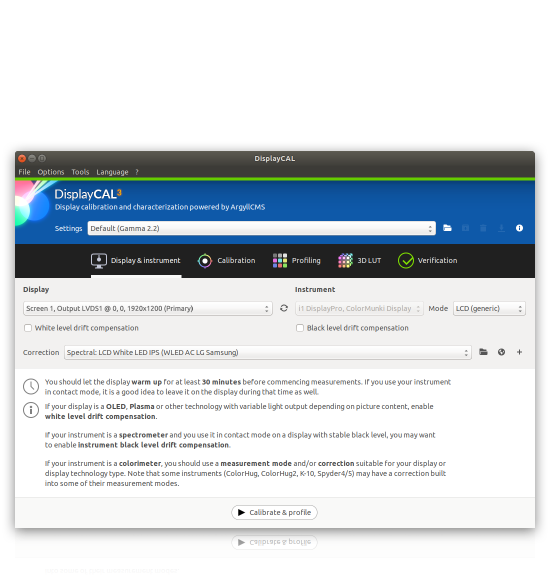 DisplayCAL
File Options Tools Language ?
DisplayCAL3
Display calibration and characterization powered by ArgyllCMS
Settings Default (Gamma 2.2)
Display & instrument Calibration Profiling 3D LUT Verification
Display Instrument
Screen 1, Output LVDS1 @ 0, 0, 1920x1200 (Primary) i1 DisplayPro, ColorMunki Display Mode LCD (generic)
White level drift compensation Black level drift compensation
Correction Spectral: LCD White LED IPS (WLED AC LG Samsung)
You should let the display warm up for at least 30 minutes before commencing measurements. If you use your instrument
in contact mode, it is a good idea to leave it on the display during that time as well.
If your display is a OLED, Plasma or other technology with variable light output depending on picture content, enable
white level drift compensation.
If your instrument is a spectrometer and you use it in contact mode on a display with stable black level, you may want
to enable instrument black level drift compensation.
If your instrument is a colorimeter, you should use a measurement mode and/or correction suitable for your display or
display technology type. Note that some instruments (ColorHug, ColorHug2, K-10, Spyder4/5) may have a correction built
into some of their measurement modes.
Calibrate & profile
Calibrate & profile